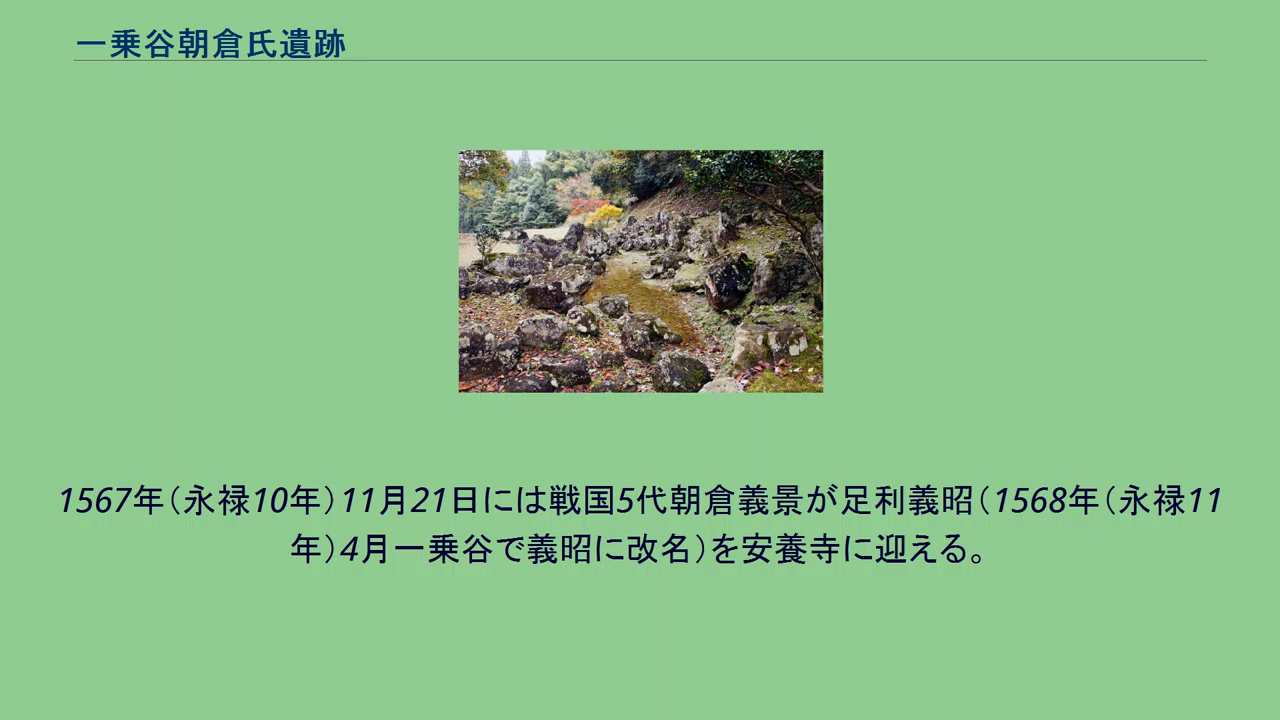 一乗谷朝倉氏遺跡
1567年（永禄10年）11月21日には戦国5代朝倉義景が足利義昭（1568年（永禄11
年）4月一乗谷で義昭に改名）を安養寺に迎える。